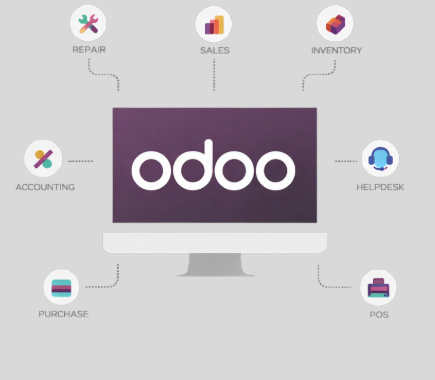 REPAIR
SALES
INVENTORY
odoo
ACCOUNTING
HELPDESK
PURCHASE
POS